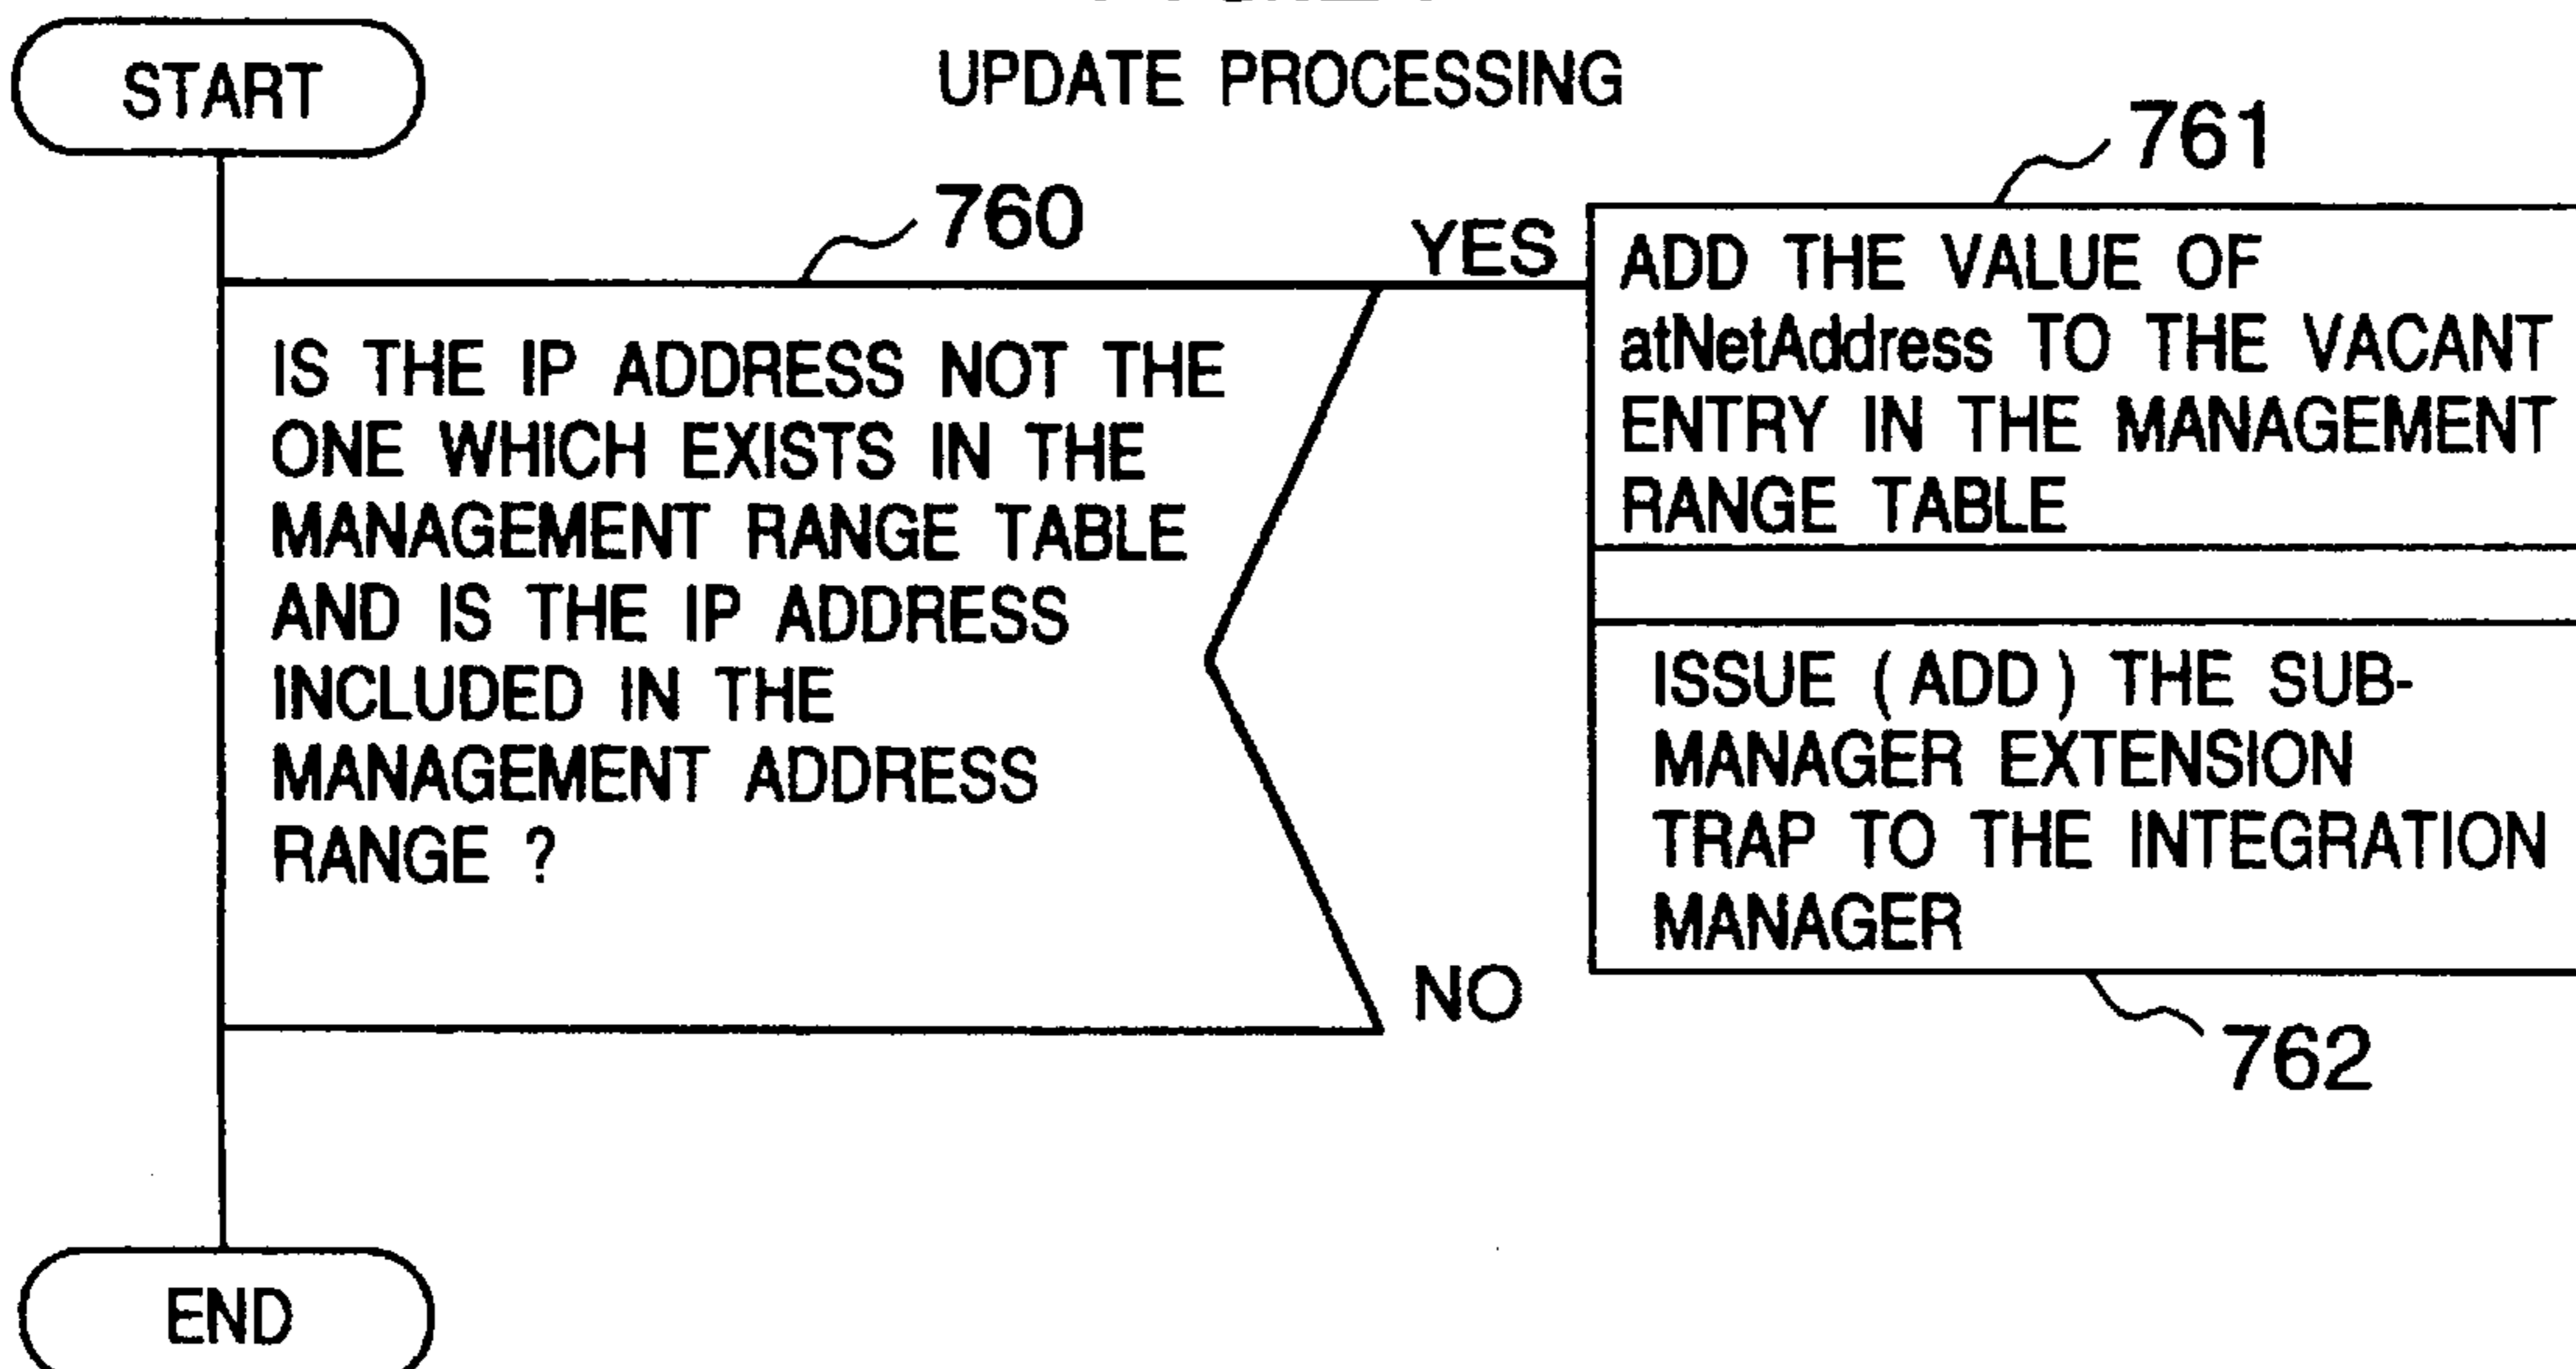 START
UPDATE PROCESSING
760
761
YES
IS THE IP ADDRESS NOT THE
ONE WHICH EXISTS IN THE
MANAGEMENT RANGE TABLE
AND IS THE IP ADDRESS
INCLUDED IN THE
MANAGEMENT ADDRESS
RANGE ?
ADD THE VALUE OF
atNetAddress TO THE VACANT
ENTRY IN THE MANAGEMENT
RANGE TABLE
ISSUE ( ADD ) THE SUB-
MANAGER EXTENSION
TRAP TO THE INTEGRATION
MANAGER
NO
762
END